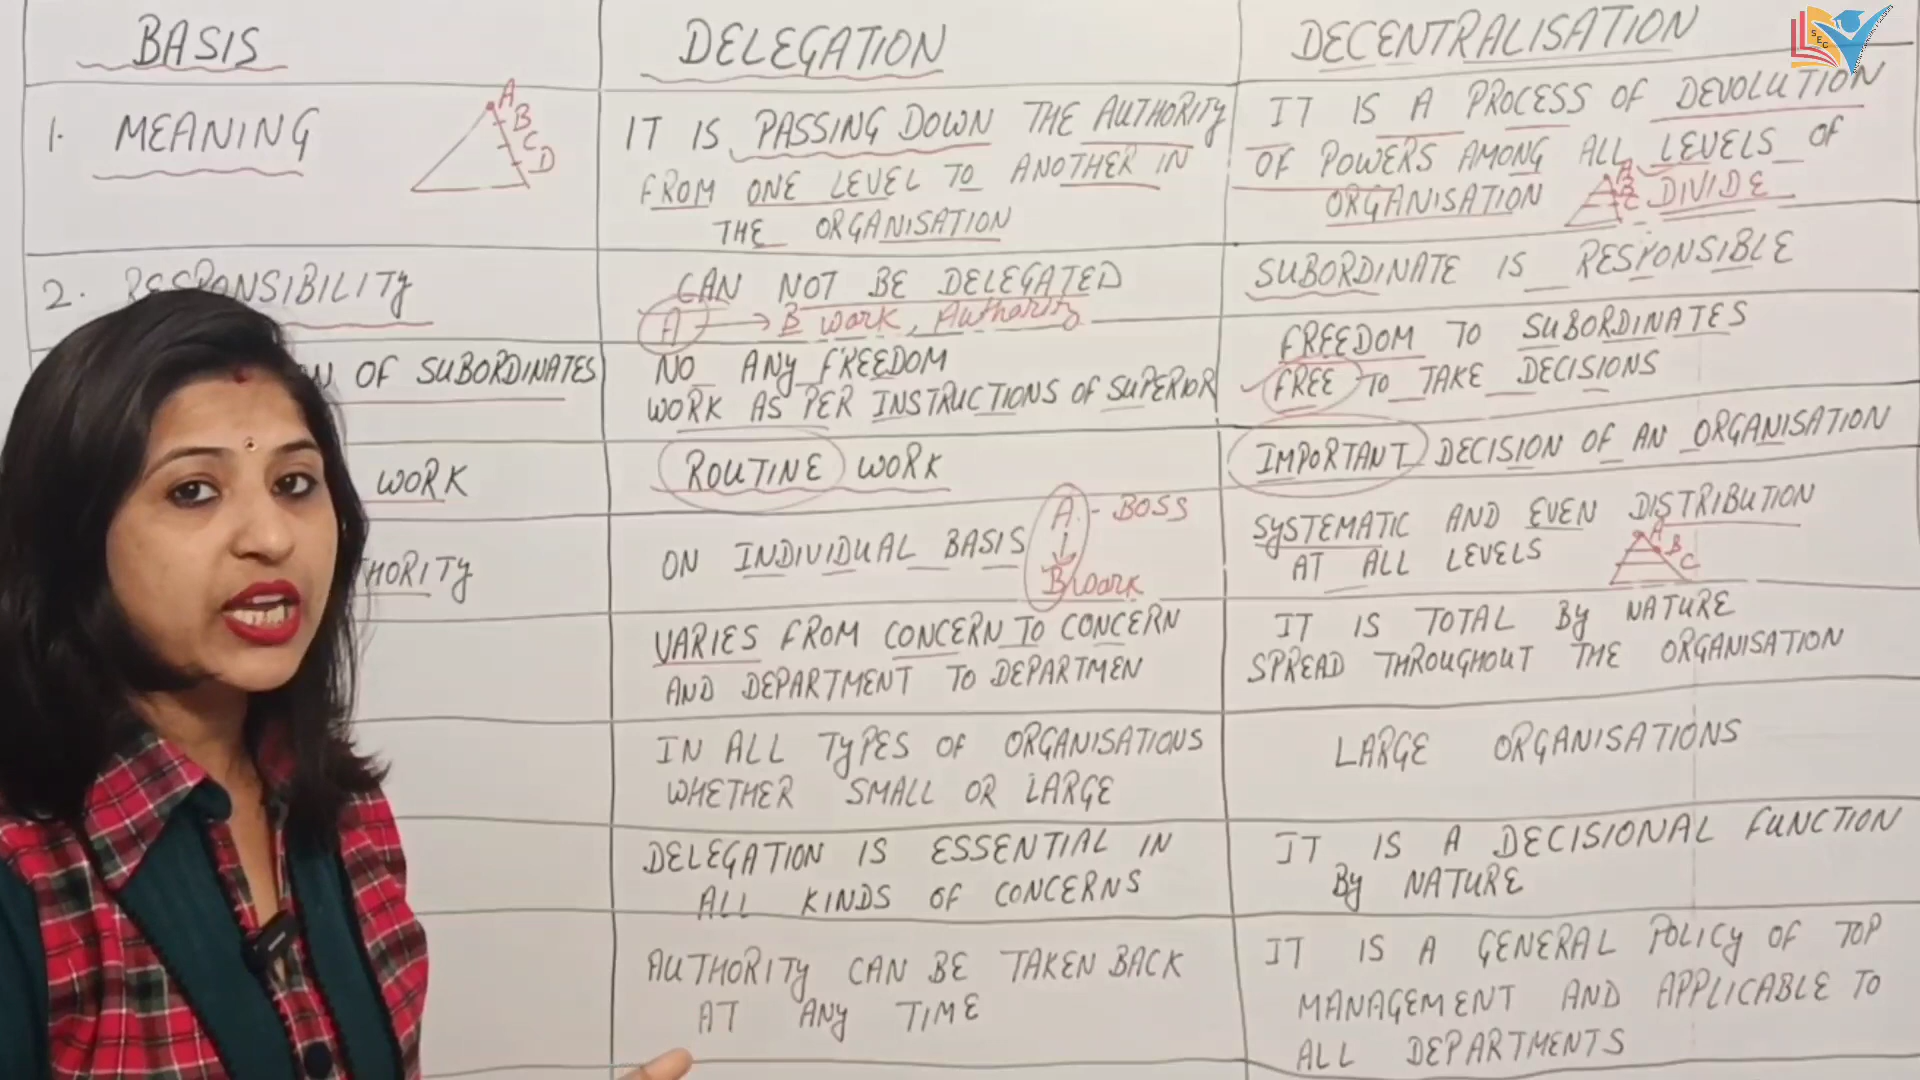 BASIS
DELEGATION
DECENTRALISATION
SEC
1. MEANING
A
B
C
D
IT IS PASSING DOWN THE AUTHORITY
FROM ONE LEVEL TO ANOTHER IN
THE ORGANISATION
IT IS A PROCESS OF DEVOLUTION
OF POWERS AMONG ALL LEVELS OF
ORGANISATION
A
B
C
DIVIDE
2. RESPONSIBILITY
CAN NOT BE DELEGATED
A → B WORK, Authority
SUBORDINATE IS RESPONSIBLE
OF SUBORDINATES
NO ANY FREEDOM
WORK AS PER INSTRUCTIONS OF SUPERIOR
FREEDOM TO SUBORDINATES
FREE TO TAKE DECISIONS
WORK
ROUTINE WORK
IMPORTANT DECISION OF AN ORGANISATION
ON INDIVIDUAL BASIS
A - BOSS
B WORK
SYSTEMATIC AND EVEN DISTRIBUTION
AT ALL LEVELS
A
B
C
VARIES FROM CONCERN TO CONCERN
AND DEPARTMENT TO DEPARTMEN
IT IS TOTAL BY NATURE
SPREAD THROUGHOUT THE ORGANISATION
IN ALL TYPES OF ORGANISATIONS
WHETHER SMALL OR LARGE
LARGE ORGANISATIONS
DELEGATION IS ESSENTIAL IN
ALL KINDS OF CONCERNS
IT IS A DECISIONAL FUNCTION
BY NATURE
AUTHORITY CAN BE TAKEN BACK
AT ANY TIME
IT IS A GENERAL POLICY OF TOP
MANAGEMENT AND APPLICABLE TO
ALL DEPARTMENTS